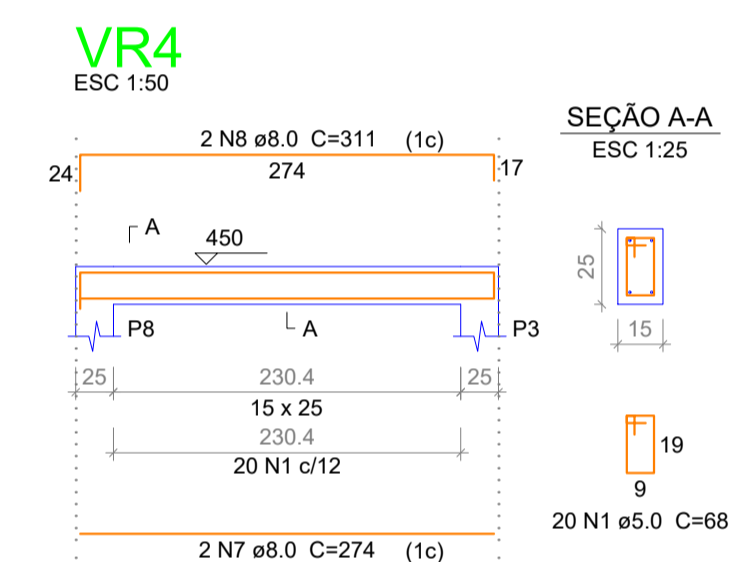 VR4
ESC 1:50
SEÇÃO A-A
ESC 1:25
2 N8 ø8.0 C=311 (1c)
24
274
17
A
450
25
15
P8
A
P3
25
230.4
25
15 x 25
230.4
20 N1 c/12
19
9
20 N1 ø5.0 C=68
2 N7 ø8.0 C=274 (1c)